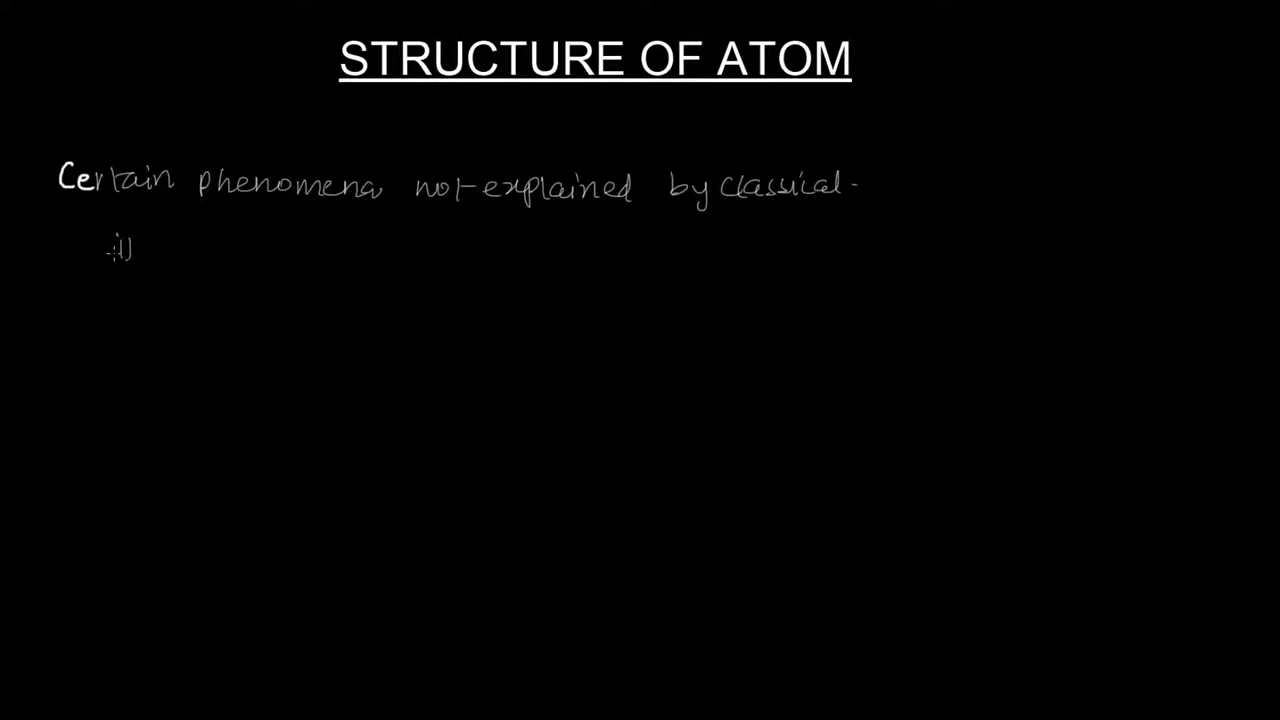 STRUCTURE OF ATOM
Certain phenomena not explained by classical -